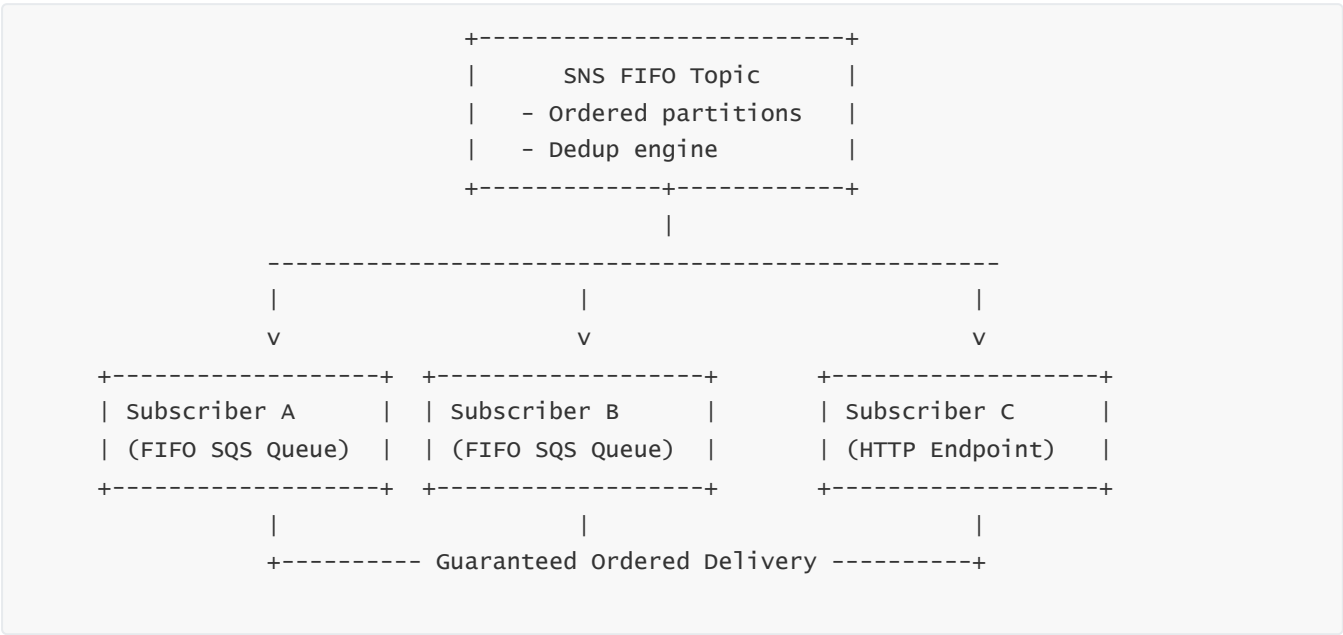 SNS FIFO Topic
- Ordered partitions
- Dedup engine
Subscriber A Subscriber B Subscriber C
(FIFO SQS Queue) (FIFO SQS Queue) (HTTP Endpoint)
Guaranteed Ordered Delivery